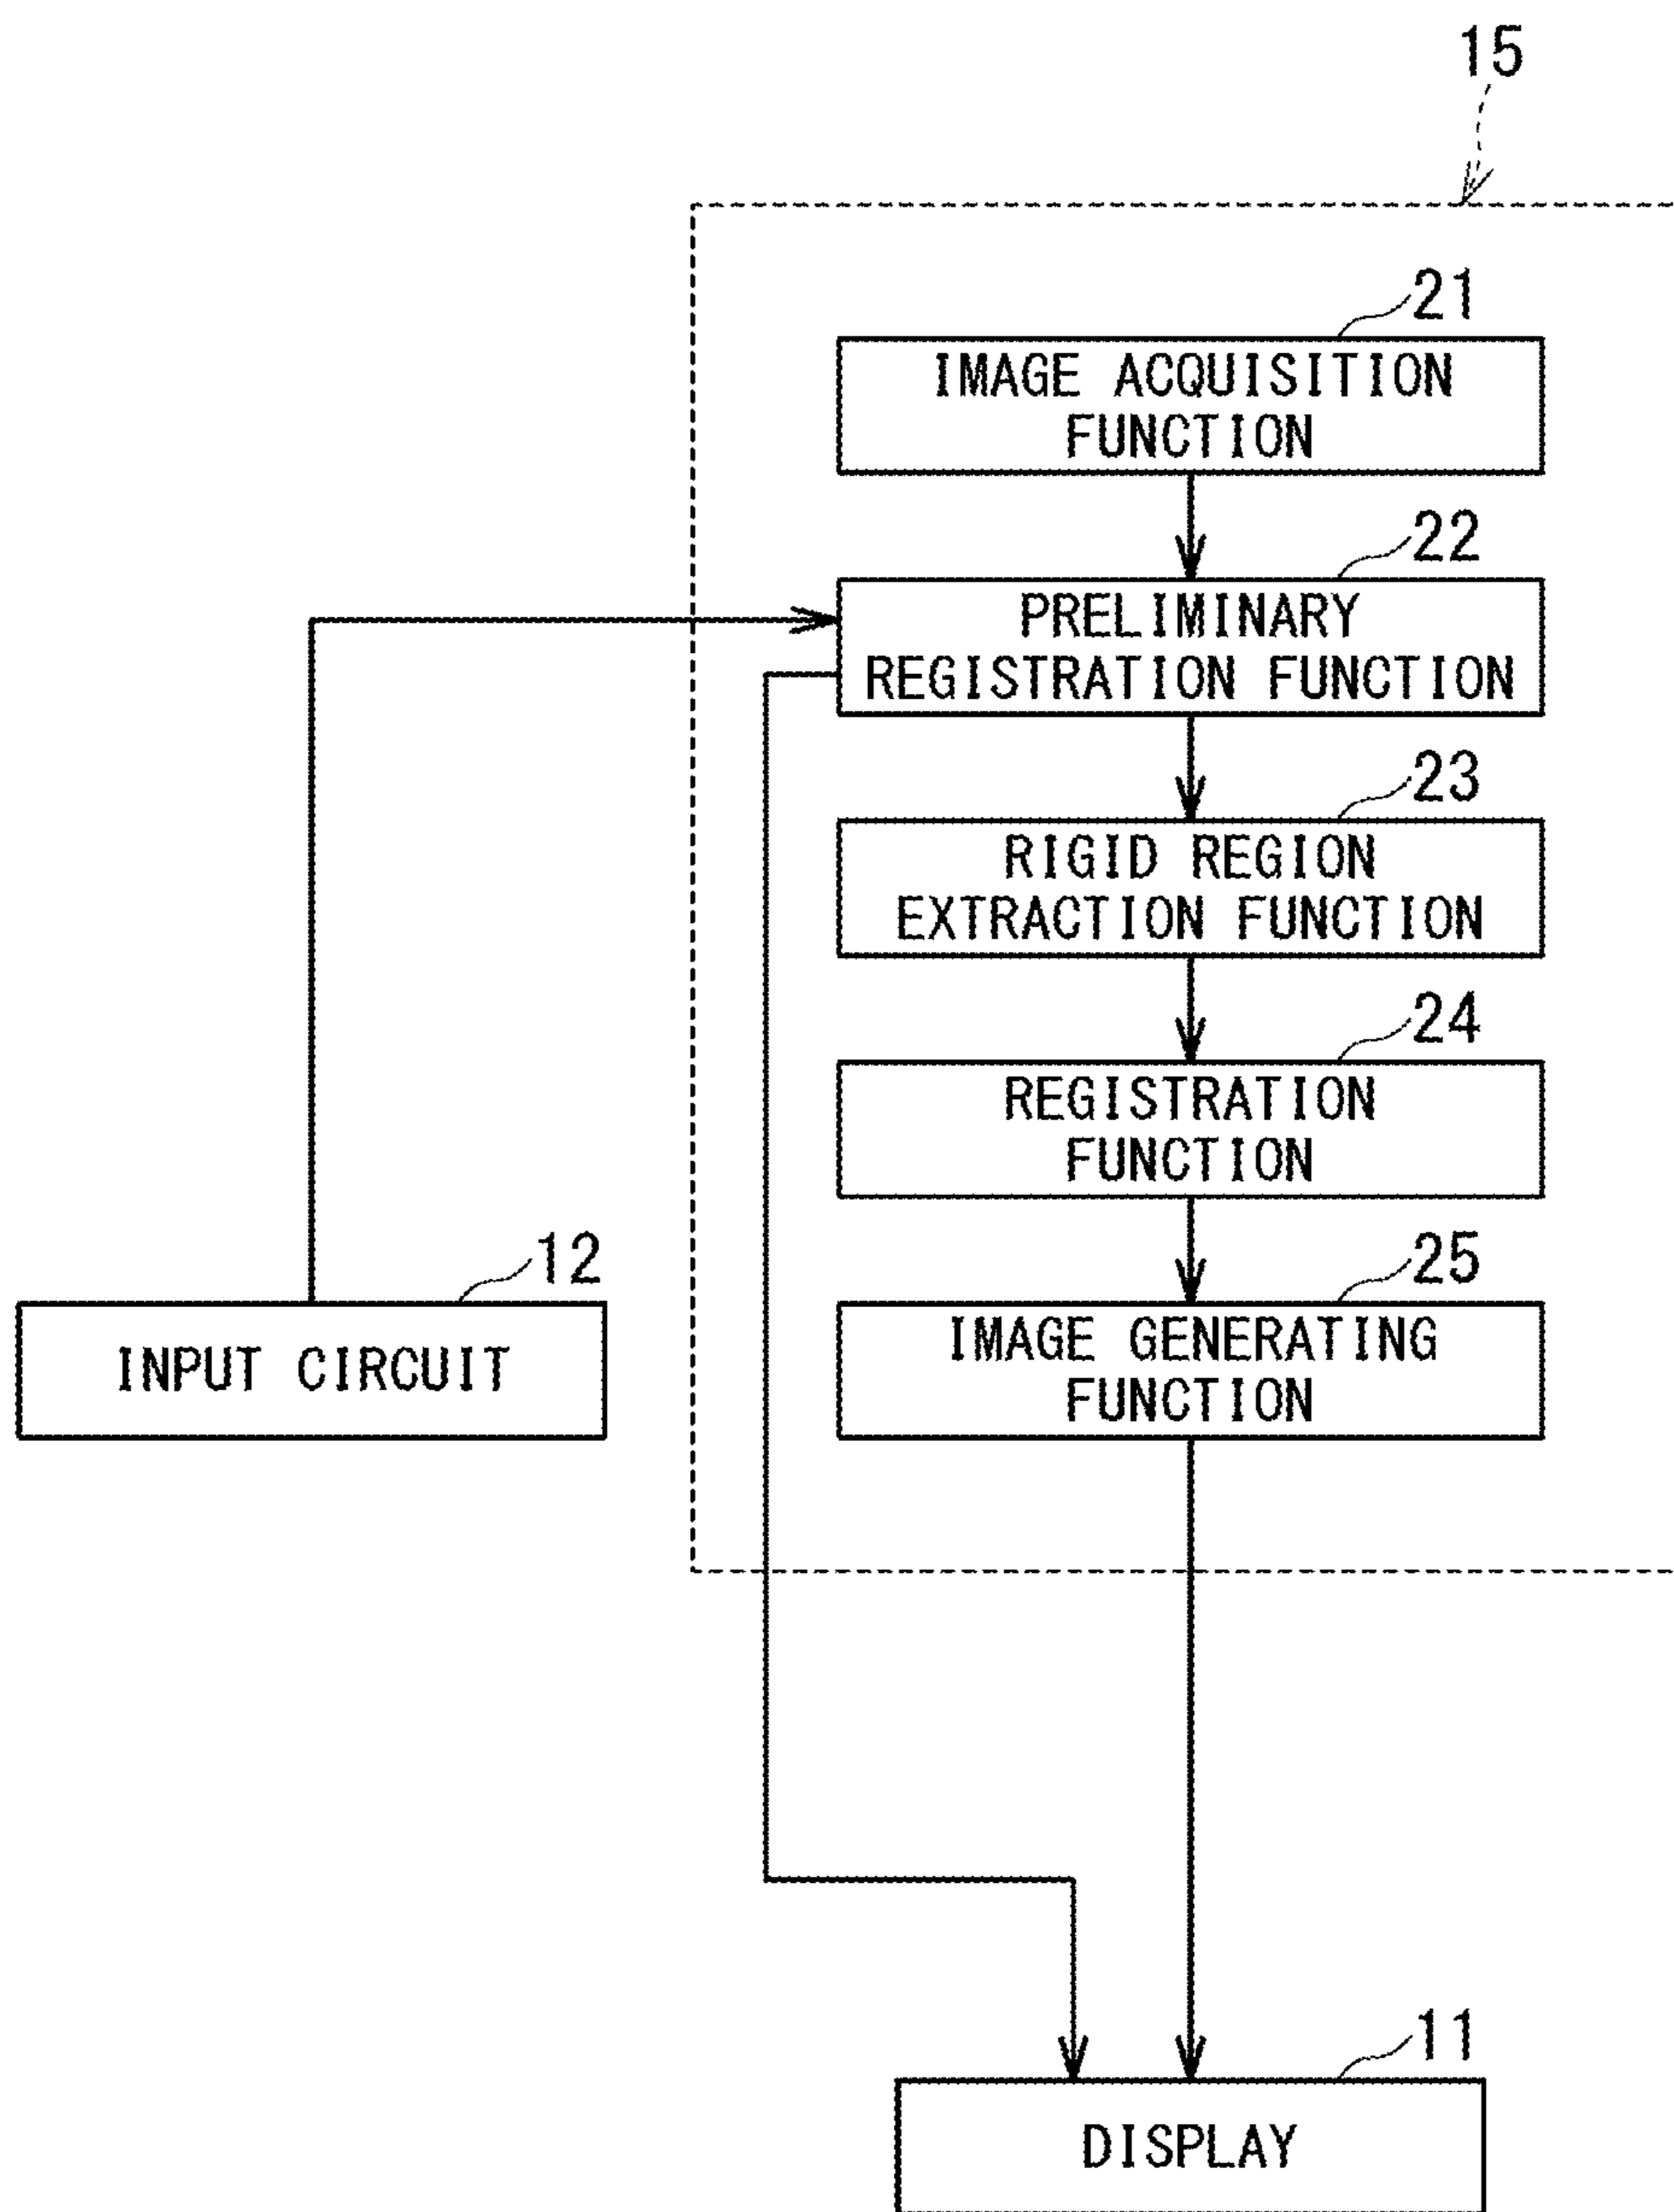 15
21
IMAGE ACQUISITION
FUNCTION
22
PRELIMINARY
REGISTRATION FUNCTION
23
RIGID REGION
EXTRACTION FUNCTION
24
REGISTRATION
FUNCTION
12
INPUT CIRCUIT
25
IMAGE GENERATING
FUNCTION
11
DISPLAY